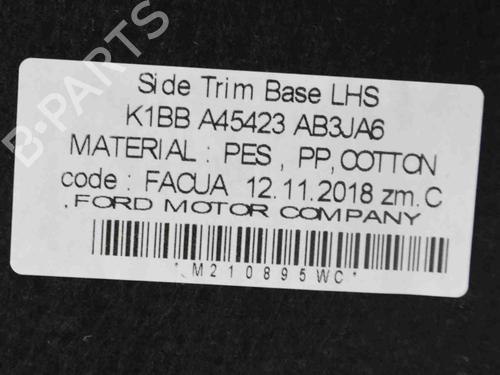 B-PARTS
Side Trim Base LHS
K1BB A45423 AB3JA6
MATERIAL : PES , PP, COTTON
code : FACUA 12.11.2018 zm. C
. FORD MOTOR COMPANY
*M210895WC*